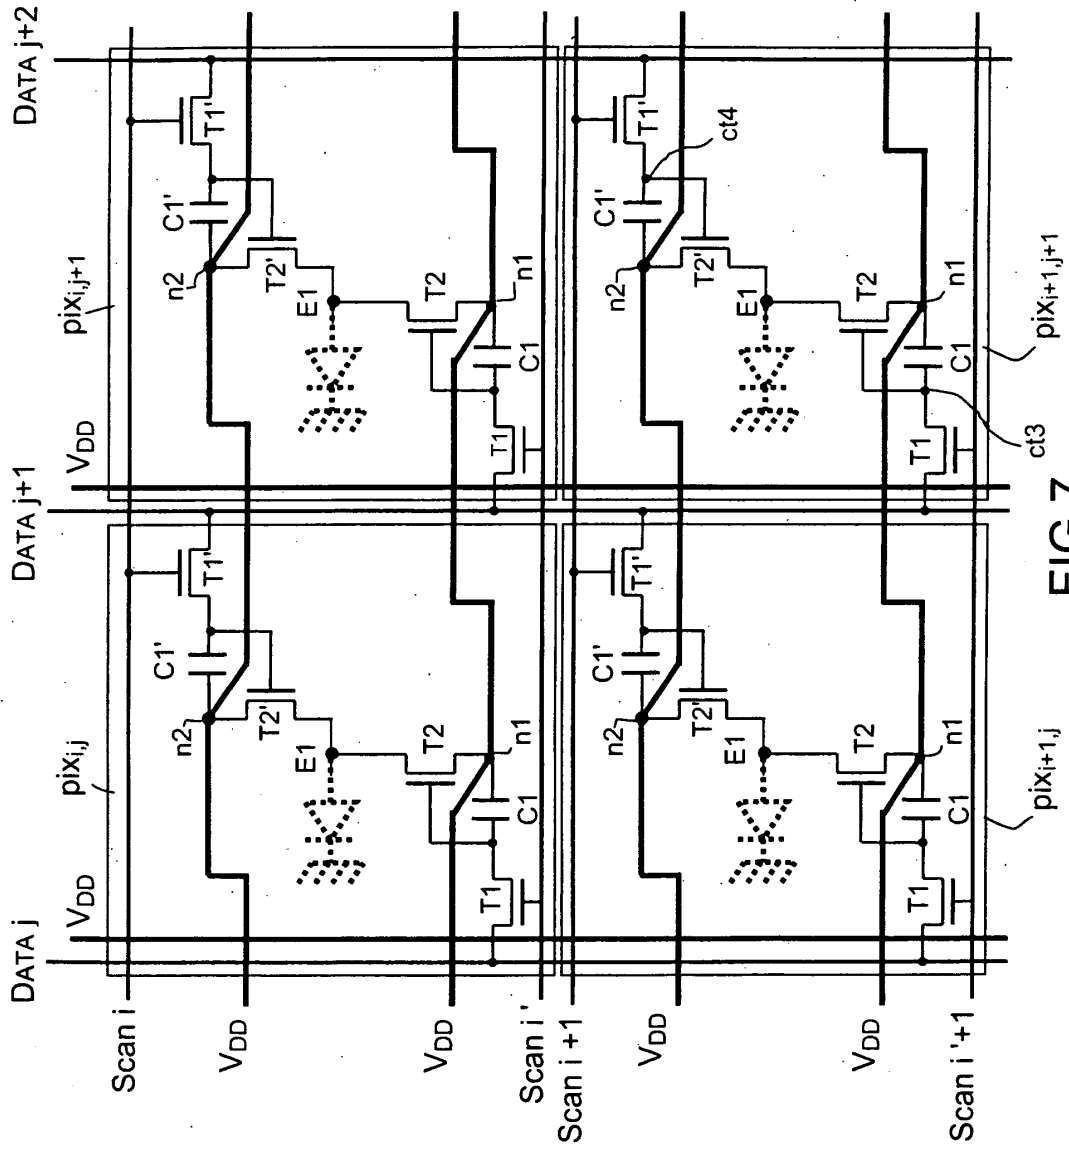 DATA j
DATA j+1
DATA j+2
VDD
pixi,j
VDD
pixi,j+1
Scan i
n2
C1'
T1'
n2
C1'
T1'
VDD
T2'
T2'
E1
E1
VDD
T2
T2
T1
C1
n1
T1
C1
n1
Scan i '
Scan i +1
n2
C1'
T1'
n2
C1'
T1'
VDD
T2'
T2'
ct4
E1
E1
VDD
T2
T2
T1
C1
n1
T1
C1
n1
Scan i '+1
pixi+1,j
ct3
pixi+1,j+1
FIG.7